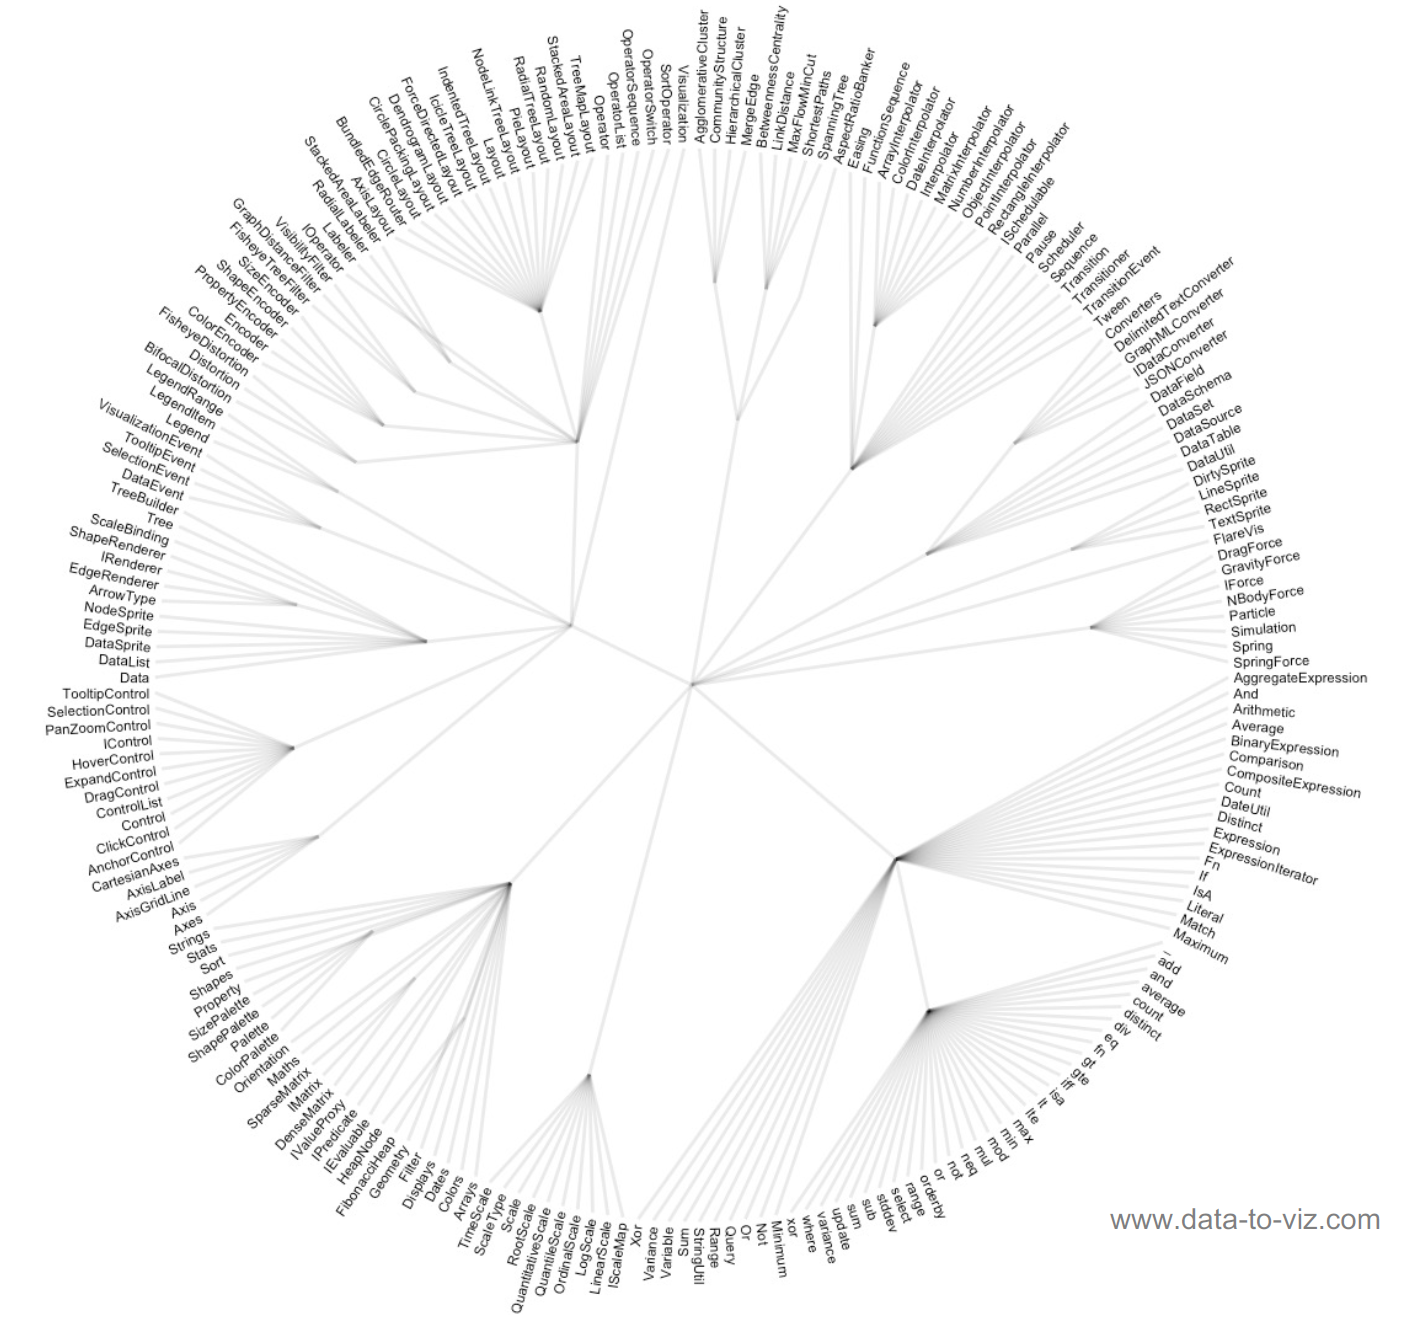 AgglomerativeCluster
CommunityStructure
HierarchicalCluster
MergeEdge
BetweennessCentrality
LinkDistance
MaxFlowMinCut
ShortestPaths
SpanningTree
AspectRatioBanker
Easing
FunctionSequence
ArrayInterpolator
ColorInterpolator
DateInterpolator
Interpolator
MatrixInterpolator
NumberInterpolator
ObjectInterpolator
PointInterpolator
RectangleInterpolator
ISchedulable
Parallel
Pause
Scheduler
Sequence
Transition
Transitioner
TransitionEvent
Tween
Converters
DelimitedTextConverter
GraphMLConverter
IDataConverter
JSONConverter
DataField
DataSchema
DataSet
DataSource
DataTable
DataUtil
DirtySprite
LineSprite
RectSprite
TextSprite
FlareVis
DragForce
GravityForce
IForce
NBodyForce
Particle
Simulation
Spring
SpringForce
AggregateExpression
And
Arithmetic
Average
BinaryExpression
Comparison
CompositeExpression
Count
DateUtil
Distinct
Expression
ExpressionIterator
Fn
If
IsA
Literal
Match
Maximum
_
add
and
average
count
distinct
div
eq
fn
gt
gte
iff
isa
lt
lte
max
min
mod
mul
neq
not
or
orderby
range
select
stddev
sub
sum
update
variance
where
xor
Minimum
Not
Or
Query
Range
StringUtil
Sum
Variable
Variance
Xor
IScaleMap
LinearScale
LogScale
OrdinalScale
QuantileScale
QuantitativeScale
RootScale
Scale
ScaleType
TimeScale
Arrays
Colors
Dates
Displays
Filter
Geometry
FibonacciHeap
HeapNode
IEvaluable
IPredicate
IValueProxy
DenseMatrix
IMatrix
SparseMatrix
Maths
Orientation
ColorPalette
Palette
ShapePalette
SizePalette
Property
Shapes
Sort
Stats
Strings
Axes
Axis
AxisGridLine
AxisLabel
CartesianAxes
AnchorControl
ClickControl
Control
ControlList
DragControl
ExpandControl
HoverControl
IControl
PanZoomControl
SelectionControl
TooltipControl
Data
DataList
DataSprite
EdgeSprite
NodeSprite
ArrowType
EdgeRenderer
IRenderer
ShapeRenderer
ScaleBinding
Tree
TreeBuilder
DataEvent
SelectionEvent
TooltipEvent
VisualizationEvent
Legend
LegendItem
LegendRange
BifocalDistortion
Distortion
FisheyeDistortion
ColorEncoder
Encoder
PropertyEncoder
ShapeEncoder
SizeEncoder
FisheyeTreeFilter
GraphDistanceFilter
VisibilityFilter
IOperator
Labeler
RadialLabeler
StackedAreaLabeler
AxisLayout
BundledEdgeRouter
CircleLayout
CirclePackingLayout
DendrogramLayout
ForceDirectedLayout
IcicleTreeLayout
IndentedTreeLayout
Layout
NodeLinkTreeLayout
PieLayout
RadialTreeLayout
RandomLayout
StackedAreaLayout
TreeMapLayout
Operator
OperatorList
OperatorSequence
OperatorSwitch
SortOperator
Visualization
www.data-to-viz.com